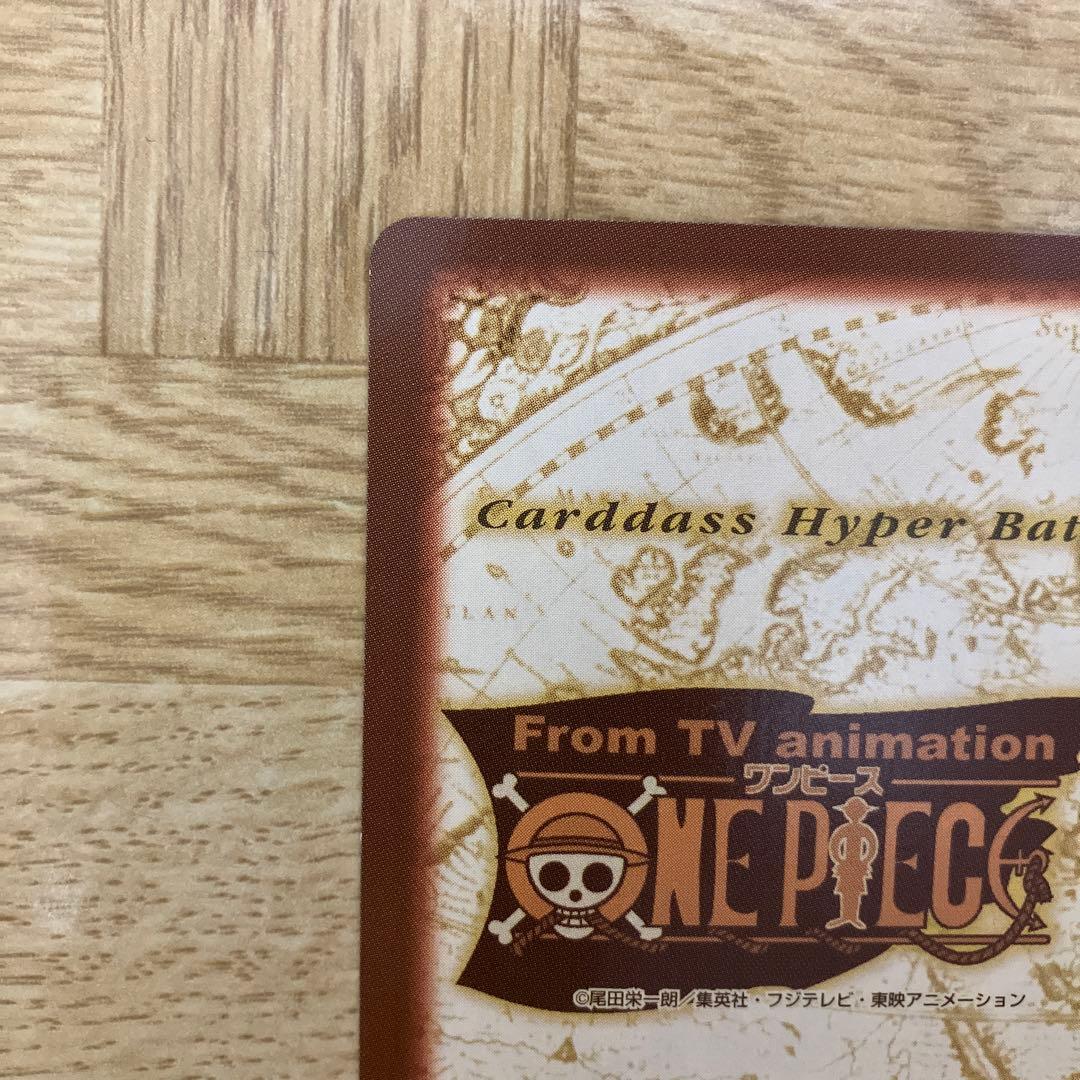 Carddass Hyper Bat
From TV animation
ワンピース
ONE PIECE
©尾田栄一朗／集英社・フジテレビ・東映アニメーション